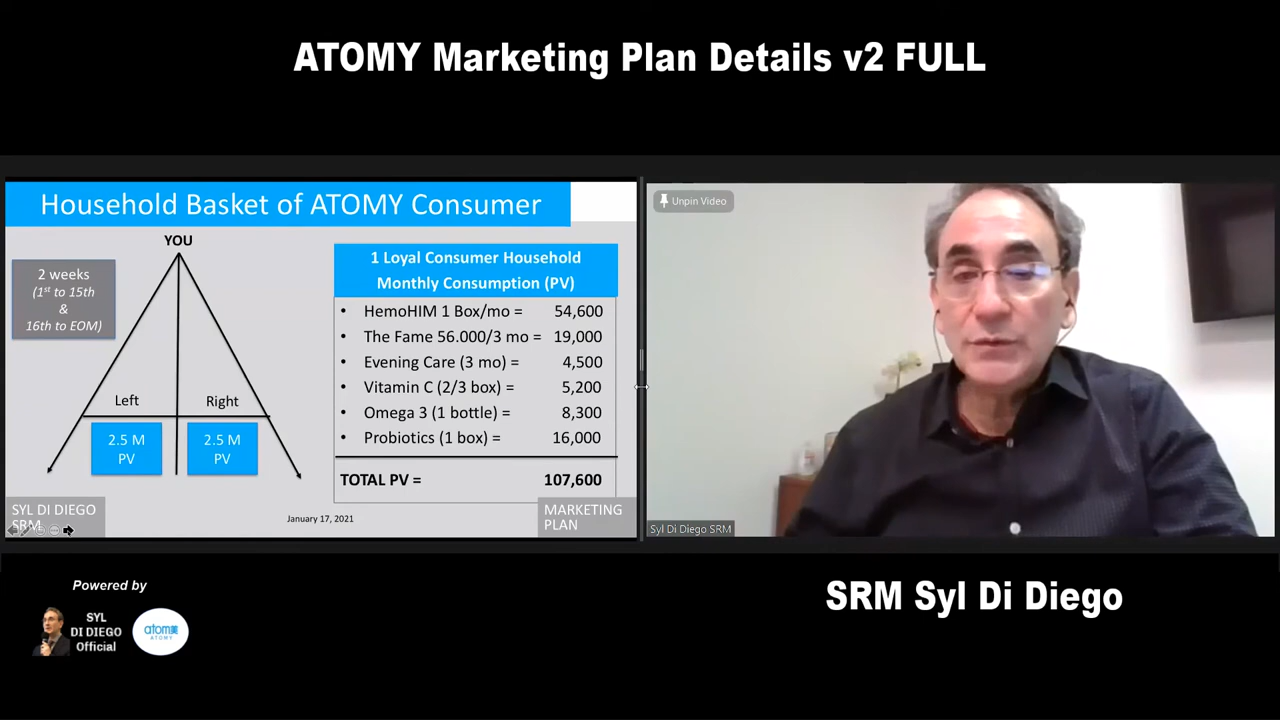 ATOMY Marketing Plan Details v2 FULL
Household Basket of ATOMY Consumer
YOU
2 weeks
(1st to 15th
&
16th to EOM)
Left
Right
2.5 M
PV
2.5 M
PV
1 Loyal Consumer Household
Monthly Consumption (PV)
• HemoHIM 1 Box/mo = 54,600
• The Fame 56.000/3 mo = 19,000
• Evening Care (3 mo) = 4,500
• Vitamin C (2/3 box) = 5,200
• Omega 3 (1 bottle) = 8,300
• Probiotics (1 box) = 16,000
TOTAL PV = 107,600
SYL DI DIEGO
SRM
January 17, 2021
MARKETING
PLAN
Unpin Video
Syl Di Diego SRM
Powered by
SYL
DI DIEGO
Official
atom美
ATOMY
SRM Syl Di Diego